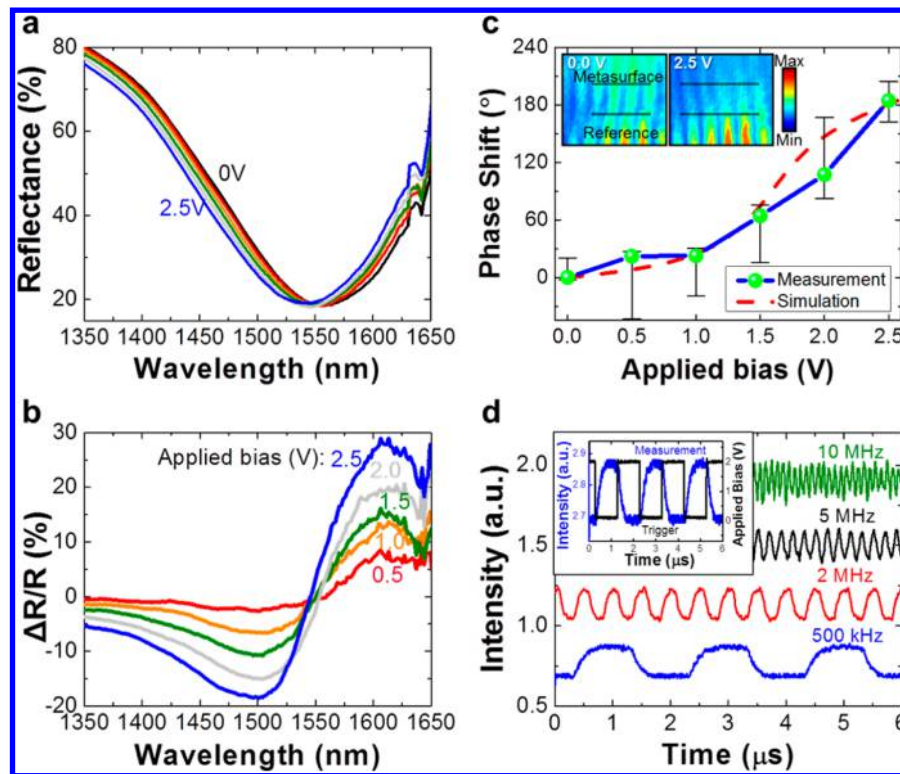 a
80
60
40
20
Reflectance (%)
0V
2.5V
1350 1400 1450 1500 1550 1600 1650
Wavelength (nm)
b
30
20
10
0
-10
-20
ΔR/R (%)
Applied bias (V): 2.5
2.0
1.5
1.0
0.5
1350 1400 1450 1500 1550 1600 1650
Wavelength (nm)
c
240
180
120
60
0
Phase Shift (°)
0.0 V
2.5 V
Metasurface
Reference
Max
Min
Measurement
Simulation
0.0 0.5 1.0 1.5 2.0 2.5
Applied bias (V)
d
2.0
1.5
1.0
0.5
Intensity (a.u.)
2.9
2.8
2.7
Intensity (a.u.)
Measurement
Trigger
2
1
0
Applied Bias (V)
0 1 2 3 4 5 6
Time (μs)
10 MHz
5 MHz
2 MHz
500 kHz
0 1 2 3 4 5 6
Time (μs)